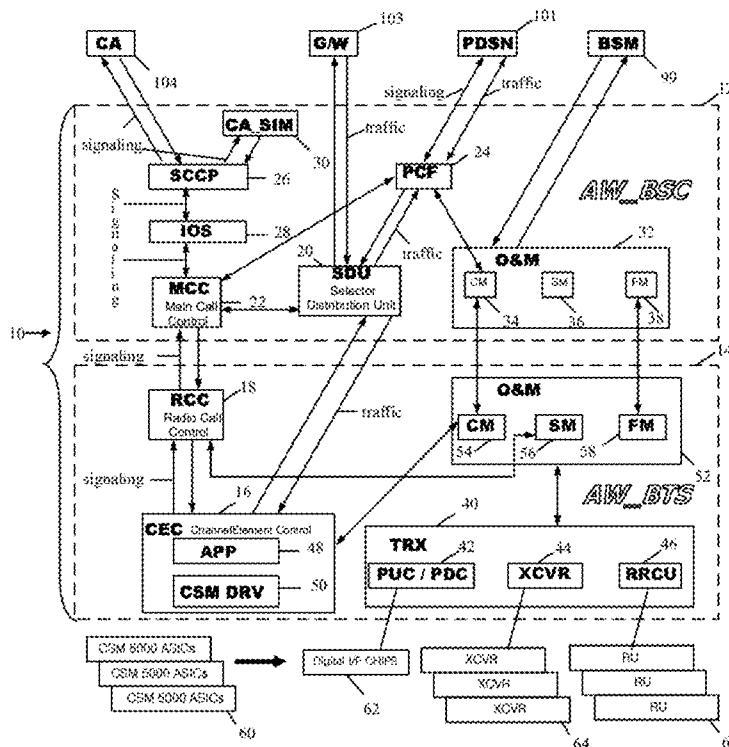 CA
104
G/W
103
PDSN
101
BSM
99
signaling
traffic
signaling
CA_SIM
30
traffic
SCCP
26
PCF
24
AW_BSC
Signaling
IOS
28
traffic
32
O&M
20
SDU
Selector
Distribution Unit
CM
34
SM
36
FM
38
MCC
Main Call
Control
22
10
signaling
RCC
Radio Call
Control
18
traffic
O&M
CM
54
SM
56
FM
58
52
signaling
16
CEC ChannelElement Control
APP
48
CSM DRV
50
AW_BTS
40
TRX
42
PUC / PDC
44
XCVR
46
RRCU
CSM 5000 ASICs
CSM 5000 ASICs
CSM 5000 ASICs
60
Digital I/F CHIPS
62
XCVR
XCVR
XCVR
64
RU
RU
RU